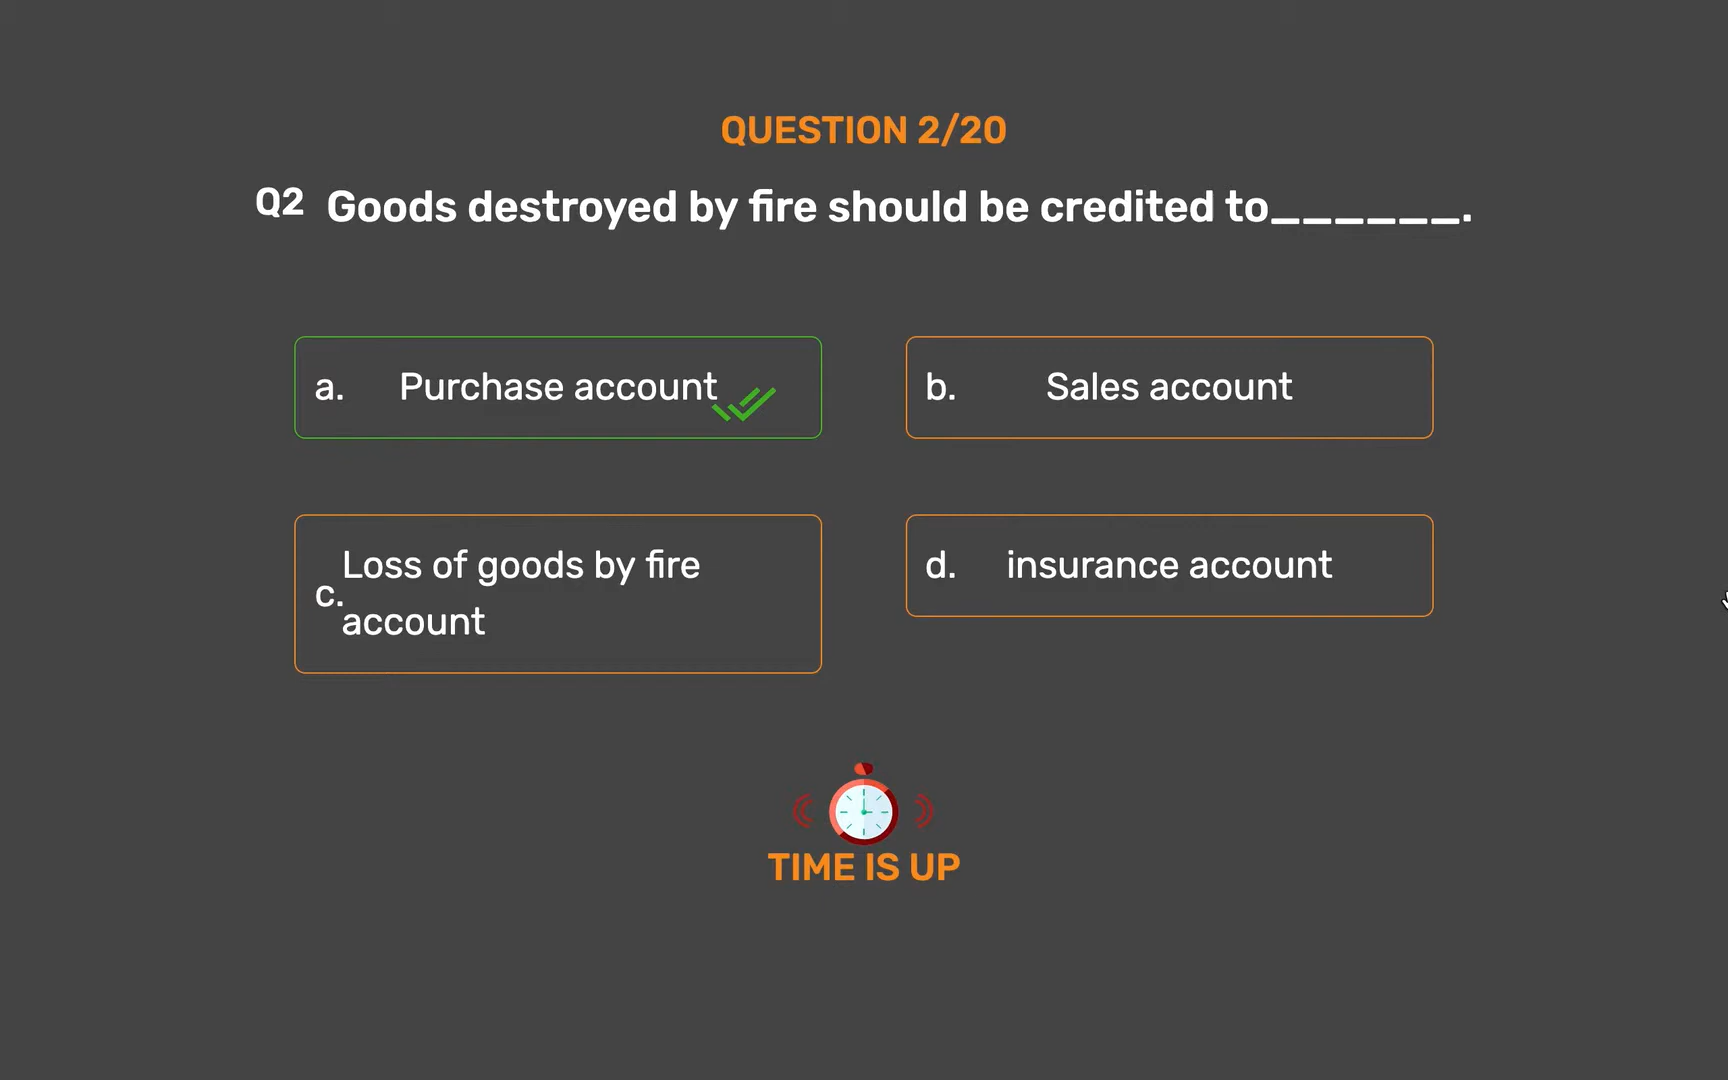 QUESTION 2/20
Q2 Goods destroyed by fire should be credited to______.
a. Purchase account
b. Sales account
c. Loss of goods by fire
account
d. insurance account
TIME IS UP